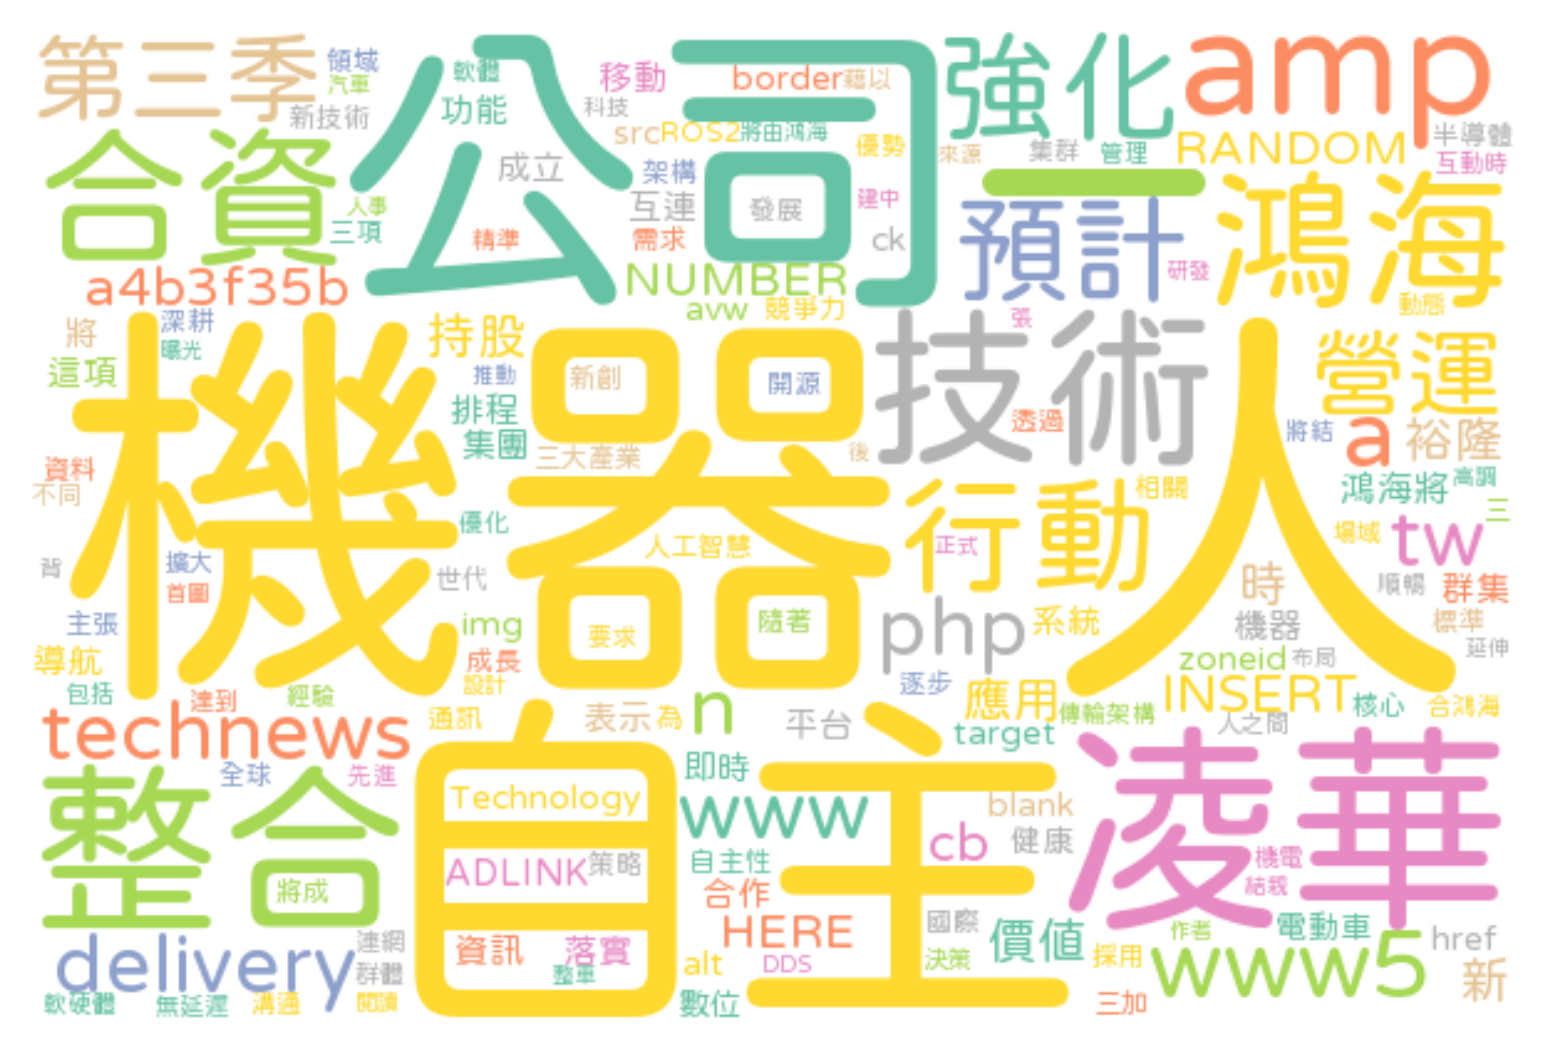 第三季 領域 公司 軟體 移動 border 藉以 強化 amp
汽車 新技術 功能 科技 src ROS2 將由鴻海 優勢 來源 集群 管理 RANDOM 半導體
合資 成立 架構 互動時
人事 三項 精準 互連 需求 發展 建中 ck 一 預計 鴻海
a4b3f35b NUMBER 研發
將 深耕 持股 avw 競爭力 張 動態
這項 曝光 機器人 推動 新創 開源 技術 營運
排程 透過 將結 a 裕隆
資料 集團 三大產業 後 鴻海將 高調
不同 優化 行動 相關 三
背 擴大 世代 人工智慧 正式 場域 tw
首圖 時 順暢 群集
主張 img 要求 隨著 php 系統 機器 標準
導航 成長 zoneid 布局 延伸
包括 達到 經驗 設計 逐步 應用 INSERT 核心 合鴻海
technews 通訊 表示 為 n 平台 傳輸架構 人之間
target
整合 全球 先進 自主 即時 凌華
Technology www blank
ADLINK 策略 自主性 cb 健康 機電
將成 合作 結親
HERE 國際 價值 作者 電動車
delivery 連網 資訊 落實 alt DDS 決策 採用 www5 href
群體 整車 新
軟硬體 無延遲 溝通 閱讀 數位 三加